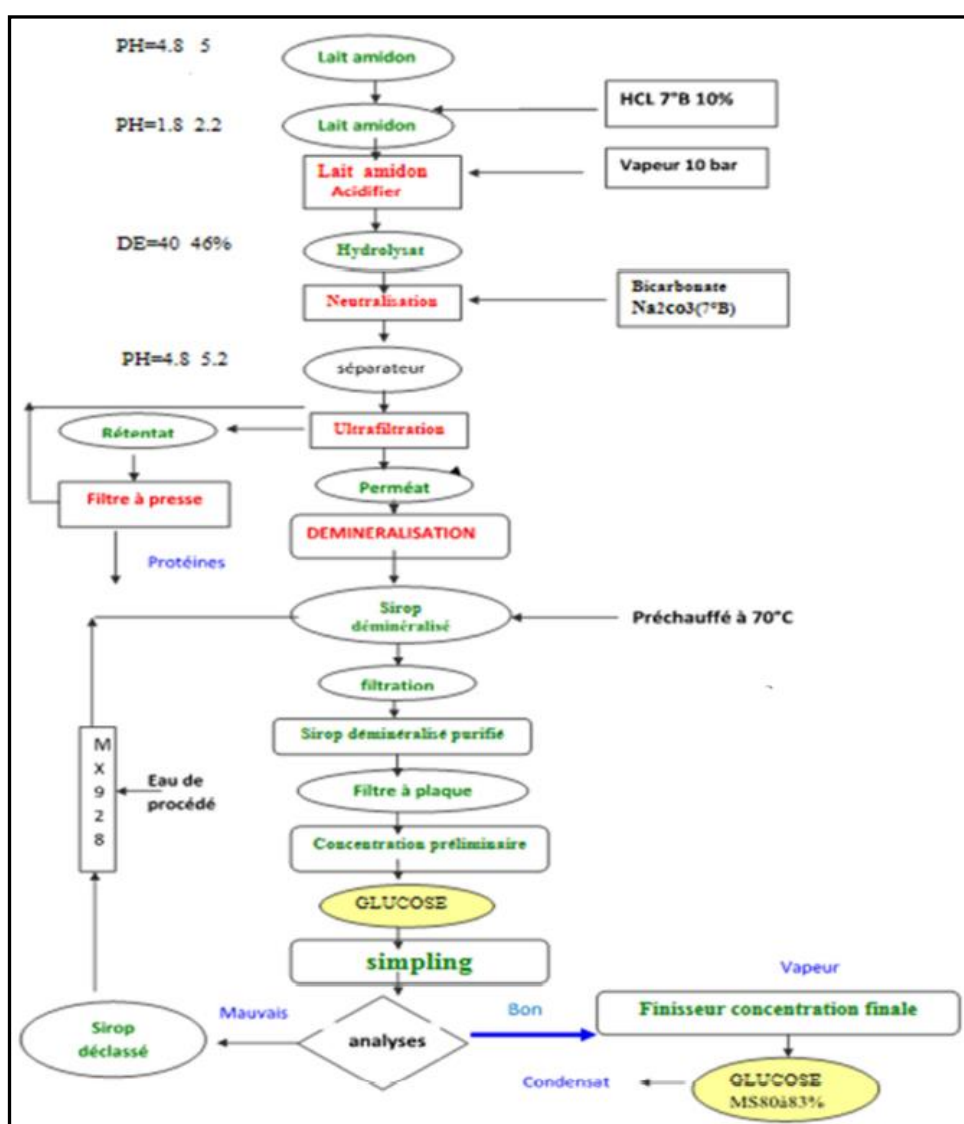 PH=4.8 5
Lait amidon
HCL 7°B 10%
PH=1.8 2.2
Lait amidon
Vapeur 10 bar
Lait amidon
Acidifier
DE=40 46%
Hydrolysat
Bicarbonate
Na2co3(7°B)
Neutralisation
PH=4.8 5.2
séparateur
Rétentat
Ultrafiltration
Perméat
Filtre à presse
DEMINERALISATION
Protéines
Sirop
déminéralisé
Préchauffé à 70°C
filtration
Sirop déminéralisé purifié
M
X
9
2
8
Eau de
procédé
Filtre à plaque
Concentration préliminaire
GLUCOSE
simpling
Vapeur
Mauvais
Bon
Finisseur concentration finale
Sirop
déclassé
analyses
Condensat
GLUCOSE
MS80à83%